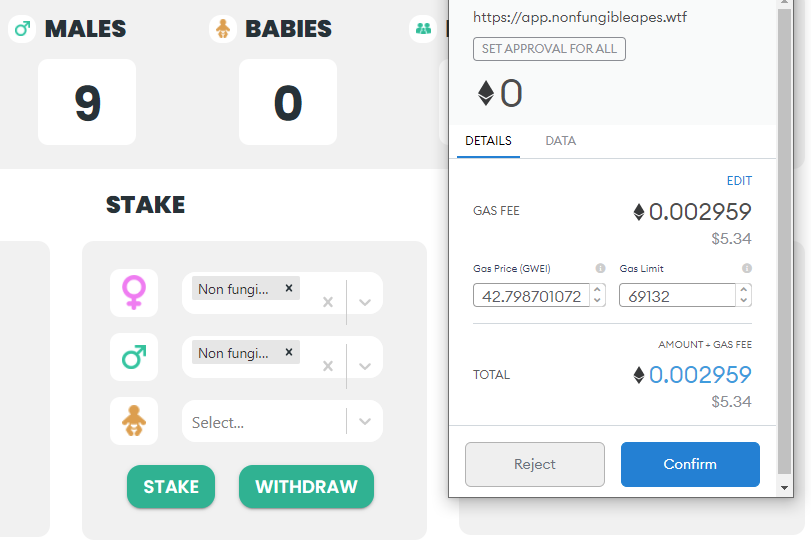 MALES
9
BABIES
0
STAKE
Non fungi... ×
Non fungi... ×
Select...
STAKE
WITHDRAW
https://app.nonfungibleapes.wtf
SET APPROVAL FOR ALL
0
DETAILS
DATA
EDIT
GAS FEE
0.002959
$5.34
Gas Price (GWEI)
Gas Limit
42.798701072
69132
AMOUNT + GAS FEE
TOTAL
0.002959
$5.34
Reject
Confirm